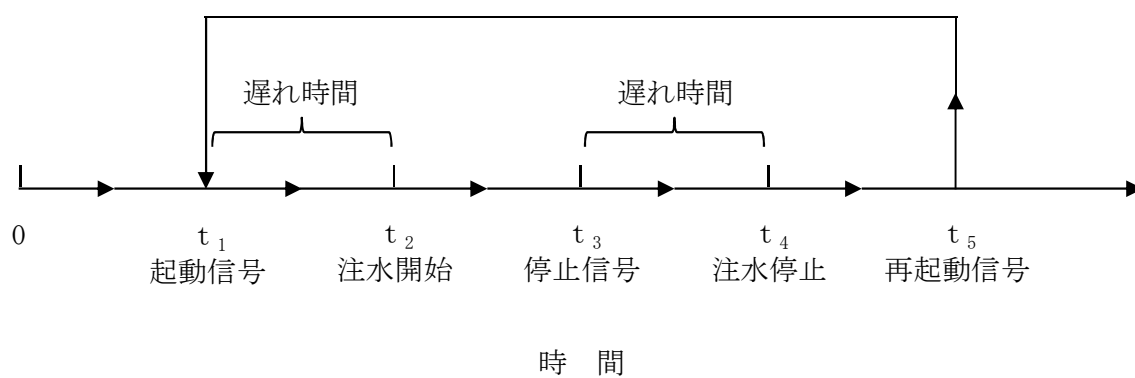 遅れ時間 遅れ時間
0 t₁ t₂ t₃ t₄ t₅
起動信号 注水開始 停止信号 注水停止 再起動信号
時 間